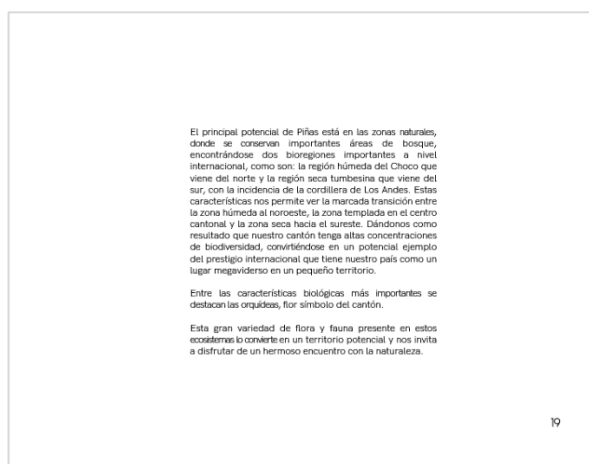 El principal potencial de Piñas está en las zonas naturales,
donde se conservan importantes áreas de bosque,
encontrándose dos bioregiones importantes a nivel
internacional, como son: la región húmeda del Choco que
viene del norte y la región seca tumbesina que viene del
sur, con la incidencia de la cordillera de Los Andes. Estas
características nos permite ver la marcada transición entre
la zona húmeda al noroeste, la zona templada en el centro
cantonal y la zona seca hacia el sureste. Dándonos como
resultado que nuestro cantón tenga altas concentraciones
de biodiversidad, convirtiéndose en un potencial ejemplo
del prestigio internacional que tiene nuestro país como un
lugar megaviderso en un pequeño territorio.
Entre las características biológicas más importantes se
destacan las orquídeas, flor símbolo del cantón.
Esta gran variedad de flora y fauna presente en estos
ecosistemas lo convierte en un territorio potencial y nos invita
a disfrutar de un hermoso encuentro con la naturaleza.
19